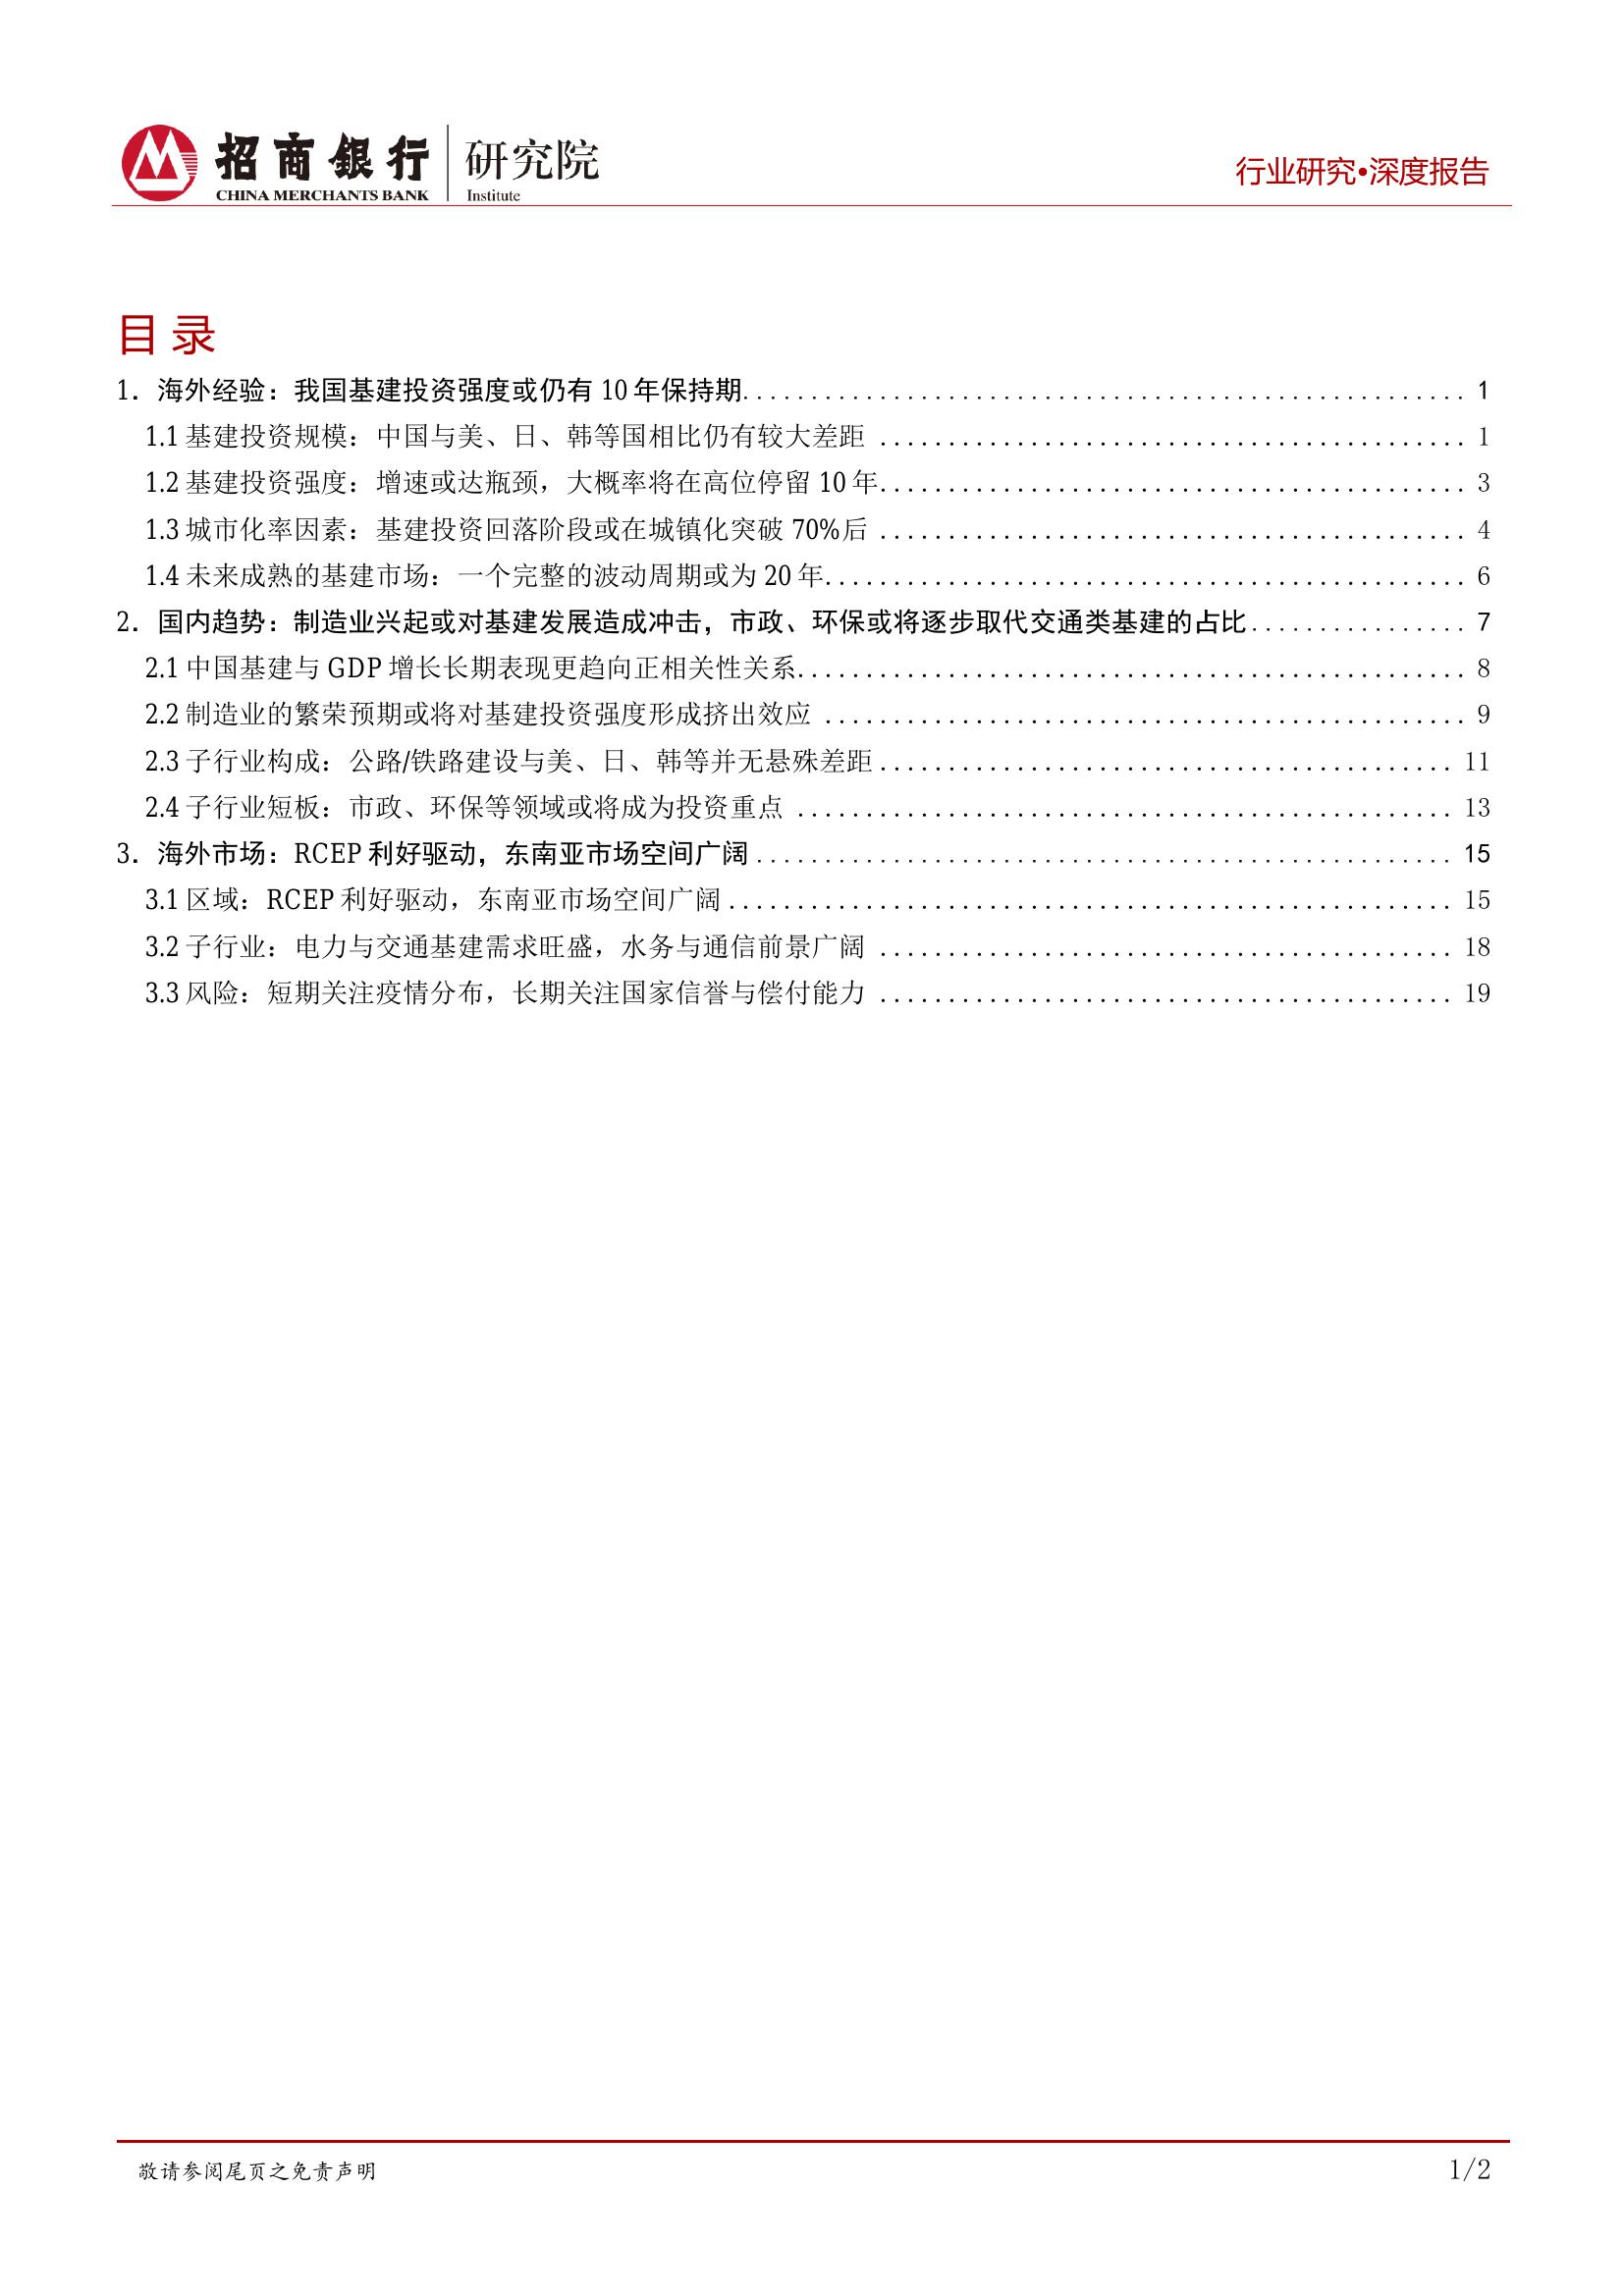 招商银行 研究院
CHINA MERCHANTS BANK Institute
行业研究•深度报告
目录
1. 海外经验：我国基建投资强度或仍有 10 年保持期........................................ 1
1.1 基建投资规模：中国与美、日、韩等国相比仍有较大差距 ........................................ 1
1.2 基建投资强度：增速或达瓶颈，大概率将在高位停留 10 年........................................ 3
1.3 城市化率因素：基建投资回落阶段或在城镇化突破 70%后 ........................................ 4
1.4 未来成熟的基建市场：一个完整的波动周期或为 20 年........................................ 6
2. 国内趋势：制造业兴起或对基建发展造成冲击，市政、环保或将逐步取代交通类基建的占比................ 7
2.1 中国基建与 GDP 增长长期表现更趋向正相关性关系........................................ 8
2.2 制造业的繁荣预期或将对基建投资强度形成挤出效应 ........................................ 9
2.3 子行业构成：公路/铁路建设与美、日、韩等并无悬殊差距........................................ 11
2.4 子行业短板：市政、环保等领域或将成为投资重点 ........................................ 13
3. 海外市场：RCEP 利好驱动，东南亚市场空间广阔........................................ 15
3.1 区域：RCEP 利好驱动，东南亚市场空间广阔........................................ 15
3.2 子行业：电力与交通基建需求旺盛，水务与通信前景广阔 ........................................ 18
3.3 风险：短期关注疫情分布，长期关注国家信誉与偿付能力 ........................................ 19
敬请参阅尾页之免责声明
1/2